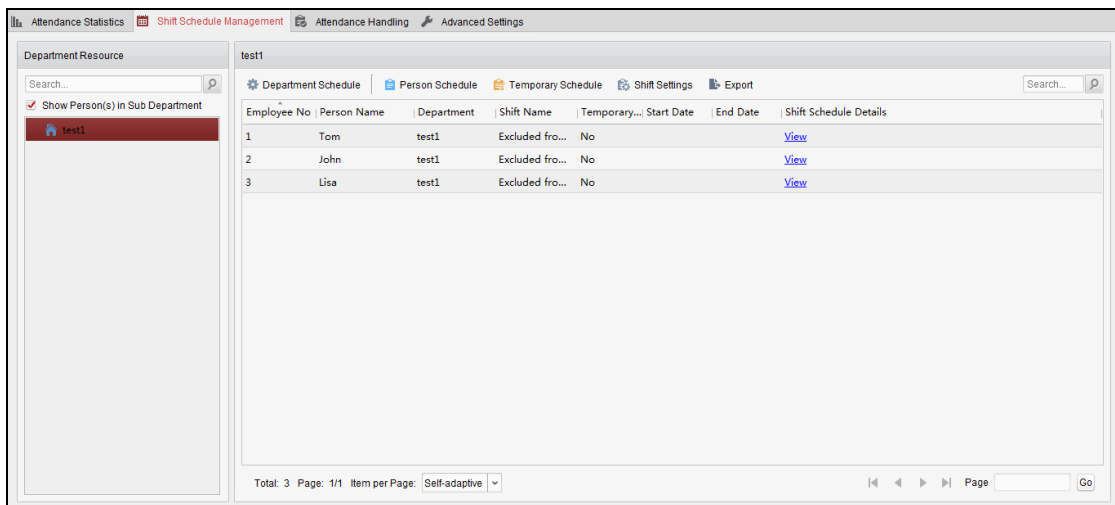 Attendance Statistics Shift Schedule Management Attendance Handling Advanced Settings
Department Resource
Search...
Show Person(s) in Sub Department
test1
test1
Department Schedule Person Schedule Temporary Schedule Shift Settings Export Search...
Employee No Person Name Department Shift Name Temporary... Start Date End Date Shift Schedule Details
1 Tom test1 Excluded fro... No View
2 John test1 Excluded fro... No View
3 Lisa test1 Excluded fro... No View
Total: 3 Page: 1/1 Item per Page: Self-adaptive Page Go